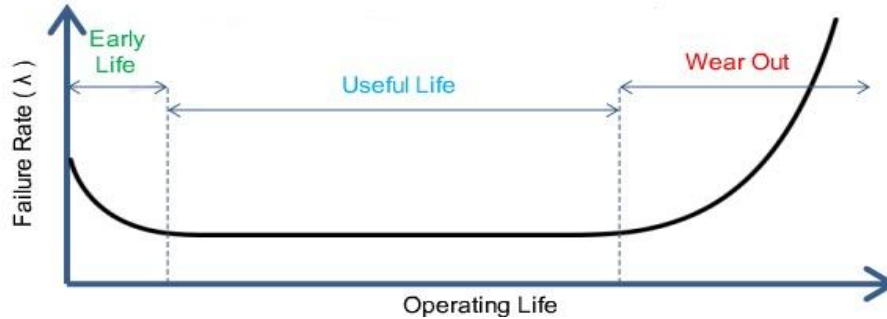 Early
Life
Useful Life
Wear Out
Failure Rate (λ)
Operating Life